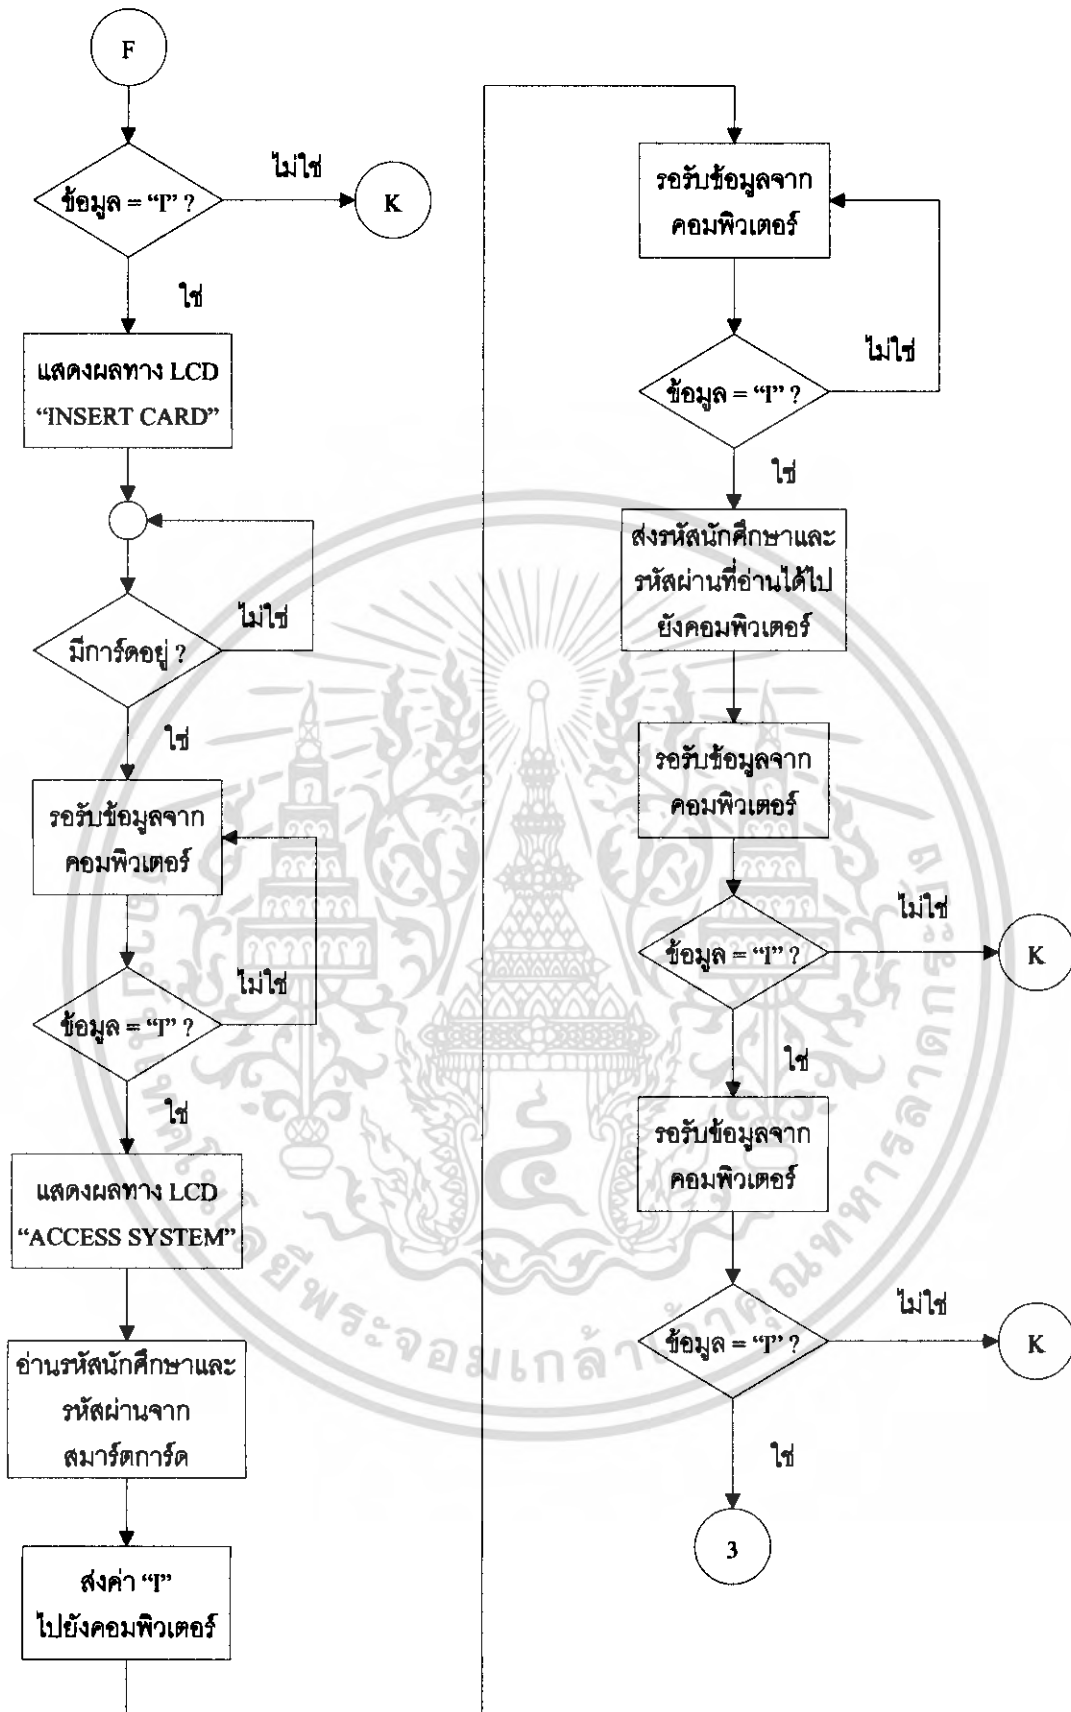 F
ข้อมูล = “I” ?
ไม่ใช่
K
ใช่
แสดงผลทาง LCD
“INSERT CARD”
มีการ์ดอยู่ ?
ไม่ใช่
ใช่
รอรับข้อมูลจาก
คอมพิวเตอร์
ข้อมูล = “I” ?
ไม่ใช่
ใช่
แสดงผลทาง LCD
“ACCESS SYSTEM”
อ่านรหัสนักศึกษาและ
รหัสผ่านจาก
สมาร์ตการ์ด
ส่งค่า “I”
ไปยังคอมพิวเตอร์
รอรับข้อมูลจาก
คอมพิวเตอร์
ข้อมูล = “I” ?
ไม่ใช่
ใช่
ส่งรหัสนักศึกษาและ
รหัสผ่านที่อ่านได้ไป
ยังคอมพิวเตอร์
รอรับข้อมูลจาก
คอมพิวเตอร์
ข้อมูล = “I” ?
ไม่ใช่
K
ใช่
รอรับข้อมูลจาก
คอมพิวเตอร์
ข้อมูล = “I” ?
ไม่ใช่
K
ใช่
3